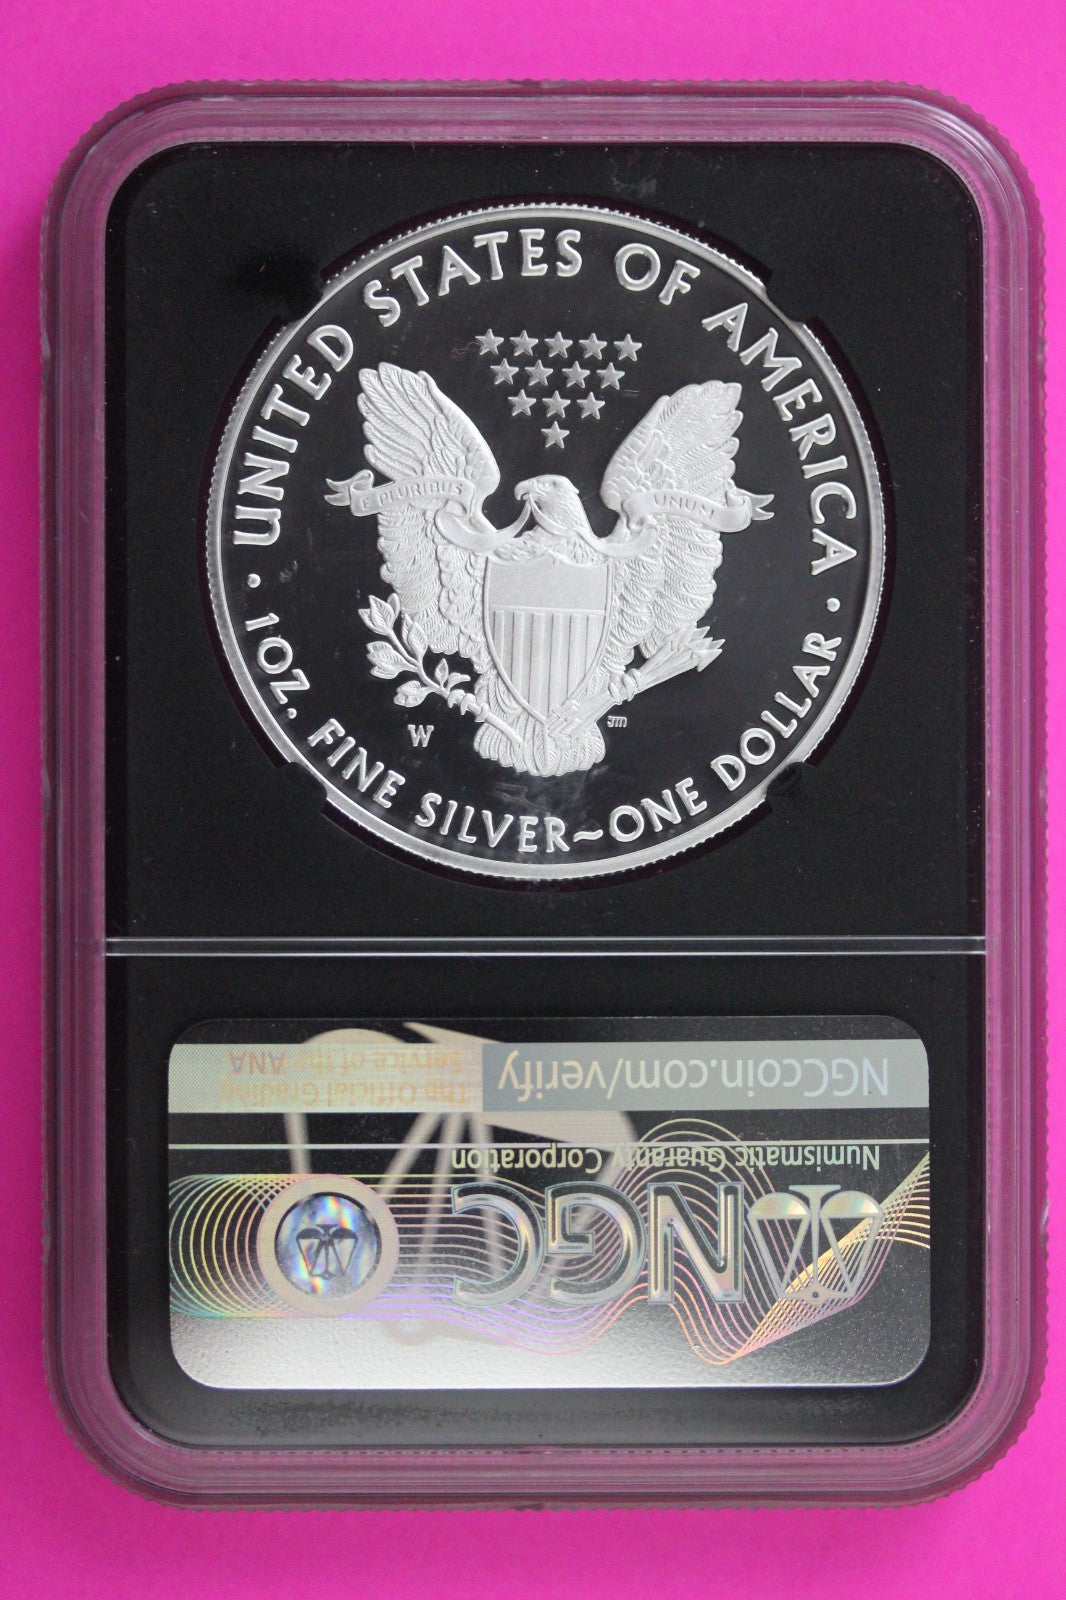 UNITED STATES OF AMERICA
E PLURIBUS UNUM
W
JM
1 OZ. FINE SILVER~ONE DOLLAR
NGCcoin.com/verify
The Official Grading
Service of the ANA
Numismatic Guaranty Corporation
NGC